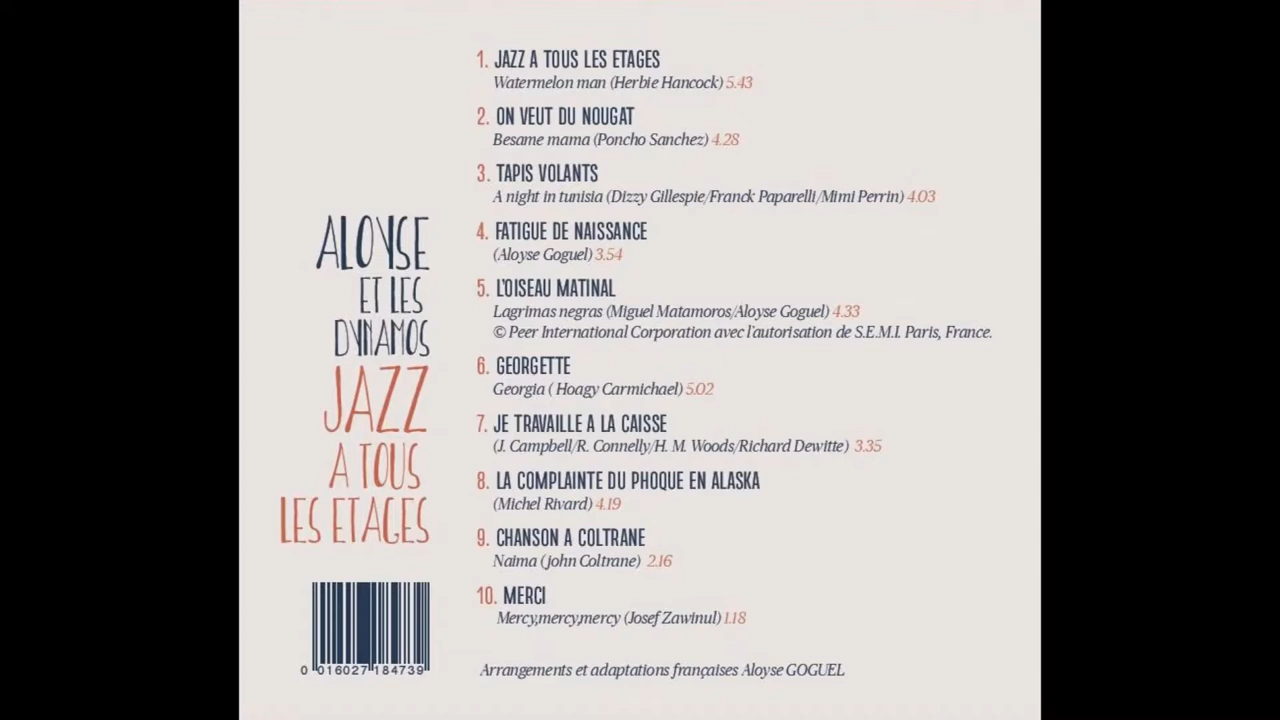 ALOYSE
ET LES
DYNAMOS
JAZZ
A TOUS
LES ETAGES
0 016027 184739
1. JAZZ A TOUS LES ETAGES
Watermelon man (Herbie Hancock) 5.43
2. ON VEUT DU NOUGAT
Besame mama (Poncho Sanchez) 4.28
3. TAPIS VOLANTS
A night in tunisia (Dizzy Gillespie/Franck Paparelli/Mimi Perrin) 4.03
4. FATIGUE DE NAISSANCE
(Aloyse Goguel) 3.54
5. L'OISEAU MATINAL
Lagrimas negras (Miguel Matamoros/Aloyse Goguel) 4.33
© Peer International Corporation avec l'autorisation de S.E.M.I. Paris, France.
6. GEORGETTE
Georgia ( Hoagy Carmichael) 5.02
7. JE TRAVAILLE A LA CAISSE
(J. Campbell/R. Connelly/H. M. Woods/Richard Dewitte) 3.35
8. LA COMPLAINTE DU PHOQUE EN ALASKA
(Michel Rivard) 4.19
9. CHANSON A COLTRANE
Naima (john Coltrane) 2.16
10. MERCI
Mercy,mercy,mercy (Josef Zawinul) 1.18
Arrangements et adaptations françaises Aloyse GOGUEL